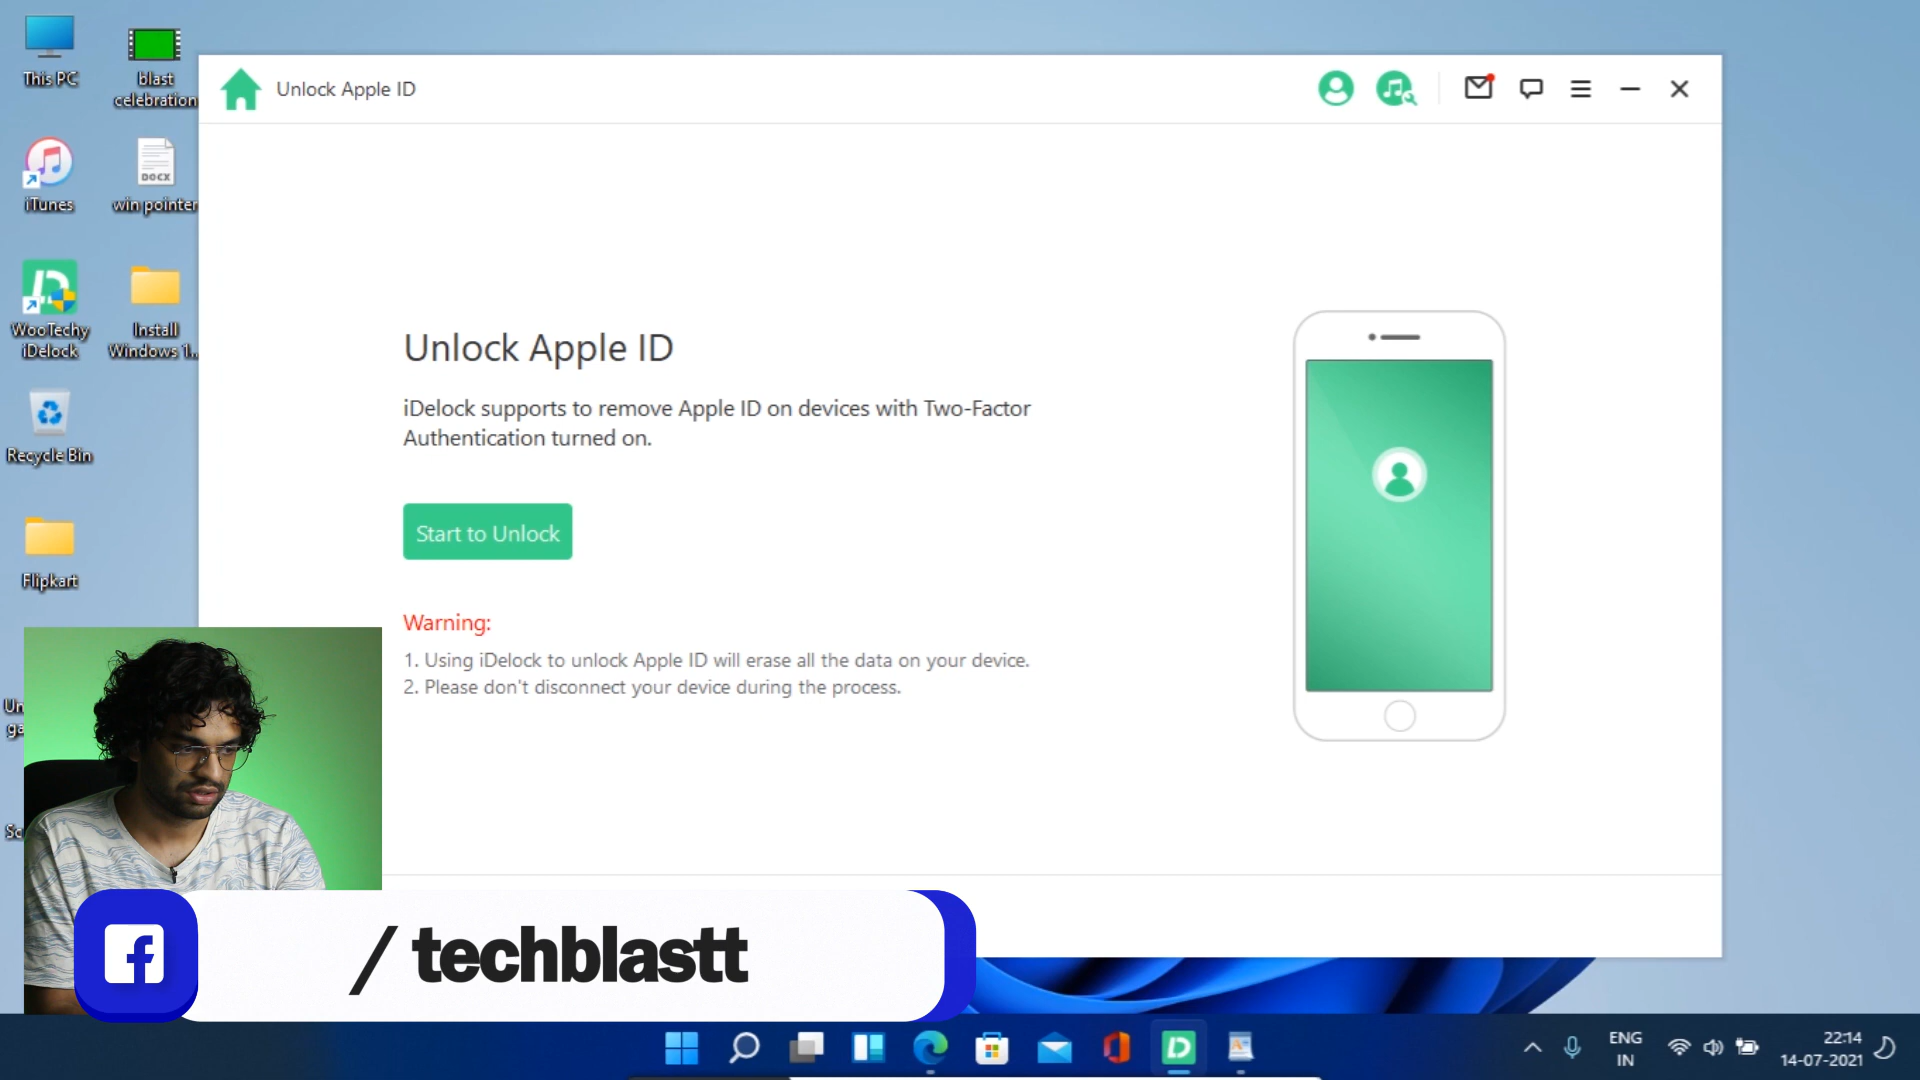 This PC
blast
celebration
iTunes
DOCX
win pointer
WooTechy
iDelock
Install
Windows 1...
Recycle Bin
Flipkart
Unlock Apple ID
Unlock Apple ID
iDelock supports to remove Apple ID on devices with Two-Factor
Authentication turned on.
Start to Unlock
Warning:
1. Using iDelock to unlock Apple ID will erase all the data on your device.
2. Please don't disconnect your device during the process.
/ techblastt
ENG
IN
22:14
14-07-2021